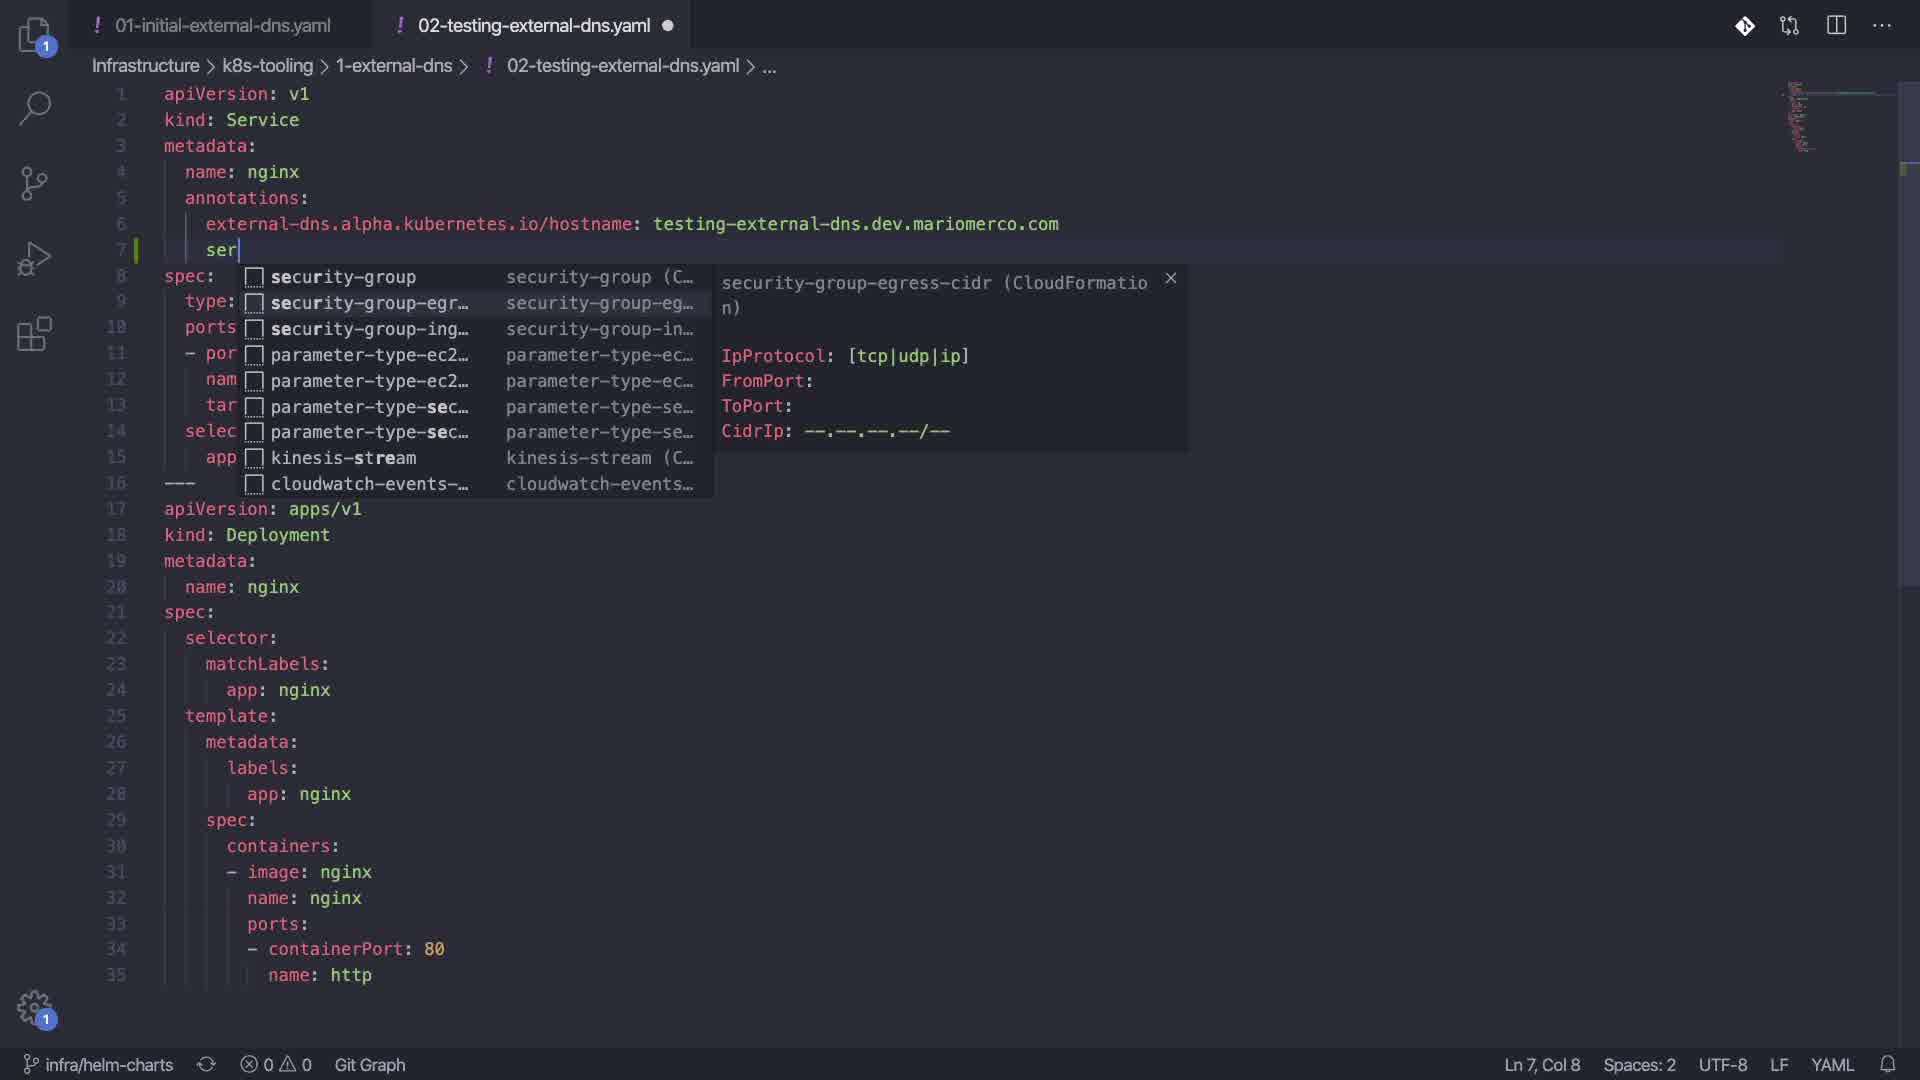 ! 01-initial-external-dns.yaml ! 02-testing-external-dns.yaml ●
1
Infrastructure > k8s-tooling > 1-external-dns > ! 02-testing-external-dns.yaml > ...
1 apiVersion: v1
2 kind: Service
3 metadata:
4 name: nginx
5 annotations:
6 external-dns.alpha.kubernetes.io/hostname: testing-external-dns.dev.mariomerco.com
7 ser
8 spec:
9 type:
10 ports
11 - por
12 nam
13 tar
14 selec
15 app
16 ---
security-group security-group (C…
security-group-egr… security-group-eg…
security-group-ing… security-group-in…
parameter-type-ec2… parameter-type-ec…
parameter-type-ec2… parameter-type-ec…
parameter-type-sec… parameter-type-se…
parameter-type-sec… parameter-type-se…
kinesis-stream kinesis-stream (C…
cloudwatch-events-… cloudwatch-events…
security-group-egress-cidr (CloudFormatio
n)
IpProtocol: [tcp|udp|ip]
FromPort:
ToPort:
CidrIp: --.--.--.--/--
17 apiVersion: apps/v1
18 kind: Deployment
19 metadata:
20 name: nginx
21 spec:
22 selector:
23 matchLabels:
24 app: nginx
25 template:
26 metadata:
27 labels:
28 app: nginx
29 spec:
30 containers:
31 - image: nginx
32 name: nginx
33 ports:
34 - containerPort: 80
35 name: http
1
infra/helm-charts 0 0 Git Graph Ln 7, Col 8 Spaces: 2 UTF-8 LF YAML